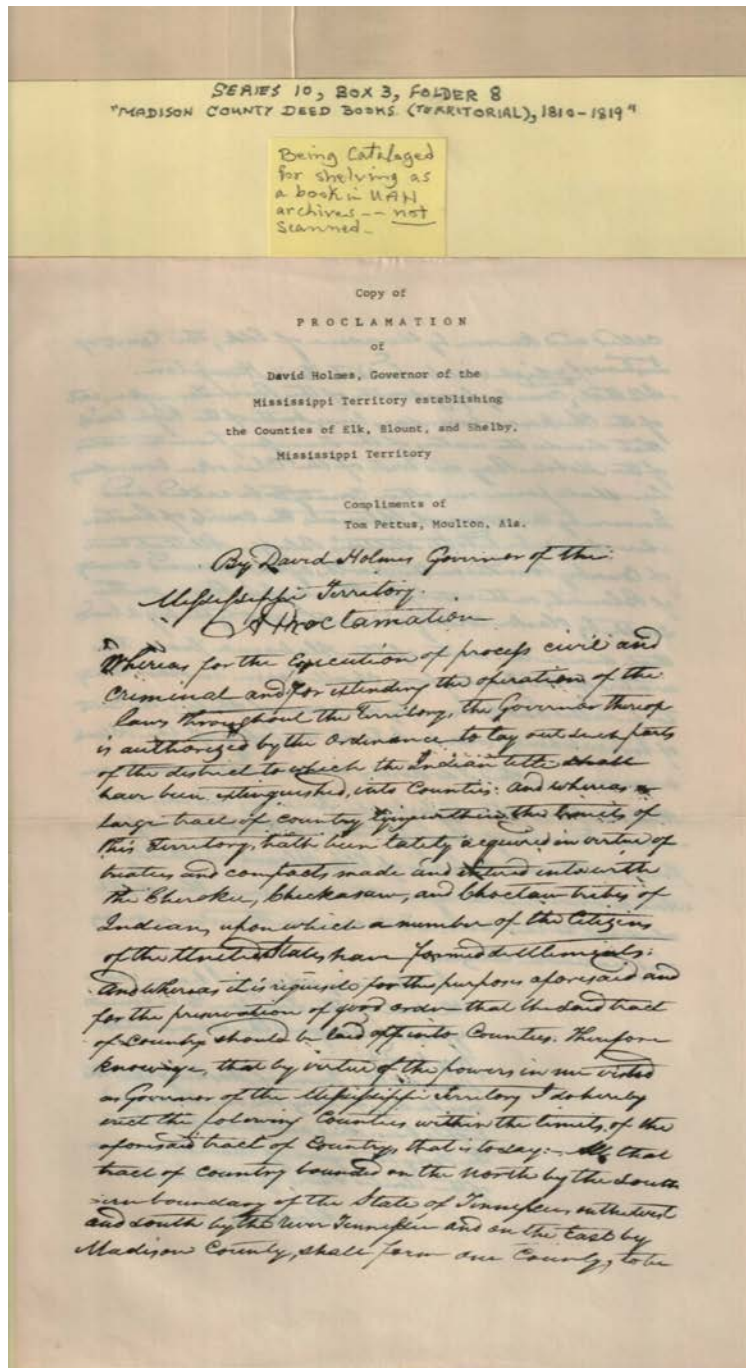 SERIES 10, BOX 3, FOLDER 8
"MADISON COUNTY DEED BOOKS (TERRITORIAL), 1810-1819"
Being Cataloged
for shelving as
a book in UAH
archives -- not
scanned.
Copy of
PROCLAMATION
of
David Holmes, Governor of the
Mississippi Territory establishing
the Counties of Elk, Blount, and Shelby,
Mississippi Territory
Compliments of
Tom Pettus, Moulton, Ala.
By David Holmes Governor of the
Mississippi Territory.
A Proclamation
Whereas for the Execution of process civil and
Criminal and for extending the operation of the
laws throughout the Territory, the Governor thereof
is authorized by the Ordinance to lay out such parts
of the district to which the Indian title shall
have been extinguished, into Counties: and whereas a
large tract of country lying within the limits of
this Territory, hath been lately acquired in virtue of
treaties and compacts made and entered into with
the Cherokee, Chickasaw, and Choctaw tribes of
Indians, upon which a number of the Citizens
of the United States have formed settlements:
And whereas it is requisite for the purposes aforesaid and
for the preservation of good order that the said tract
of country should be laid off into Counties. Therefore
know ye, that by virtue of the powers in me vested
as Governor of the Mississippi Territory I do hereby
erect the following Counties within the limits of the
aforesaid tract of Country, that is to say: All that
tract of country bounded on the North by the South
ern boundary of the State of Tennessee, on the west
and South by the river Tennessee and on the East by
Madison County, shall form one County, to be